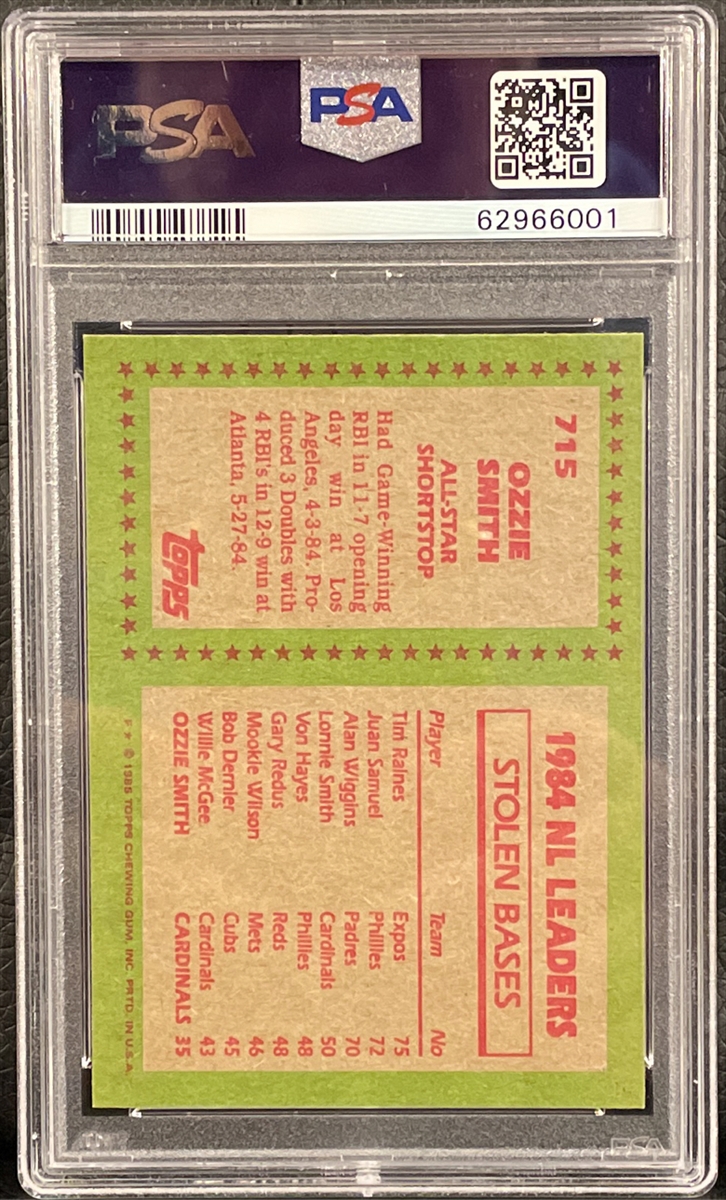 PSA
PSA
62966001
715
OZZIE
SMITH
ALL-STAR
SHORTSTOP
Had Game-Winning
RBI in 11-7 opening
day win at Los
Angeles, 4-3-84. Pro-
duced 3 Doubles with
4 RBI's in 12-9 win at
Atlanta, 5-27-84.
topps
1984 NL LEADERS
STOLEN BASES
Player Team No
Tim Raines Expos 75
Juan Samuel Phillies 72
Alan Wiggins Padres 70
Lonnie Smith Cardinals 50
Von Hayes Phillies 48
Gary Redus Reds 48
Mookie Wilson Mets 46
Bob Dernier Cubs 45
Willie McGee Cardinals 43
OZZIE SMITH CARDINALS 35
F * © 1985 TOPPS CHEWING GUM, INC. PRTD. IN U.S.A.
PSA